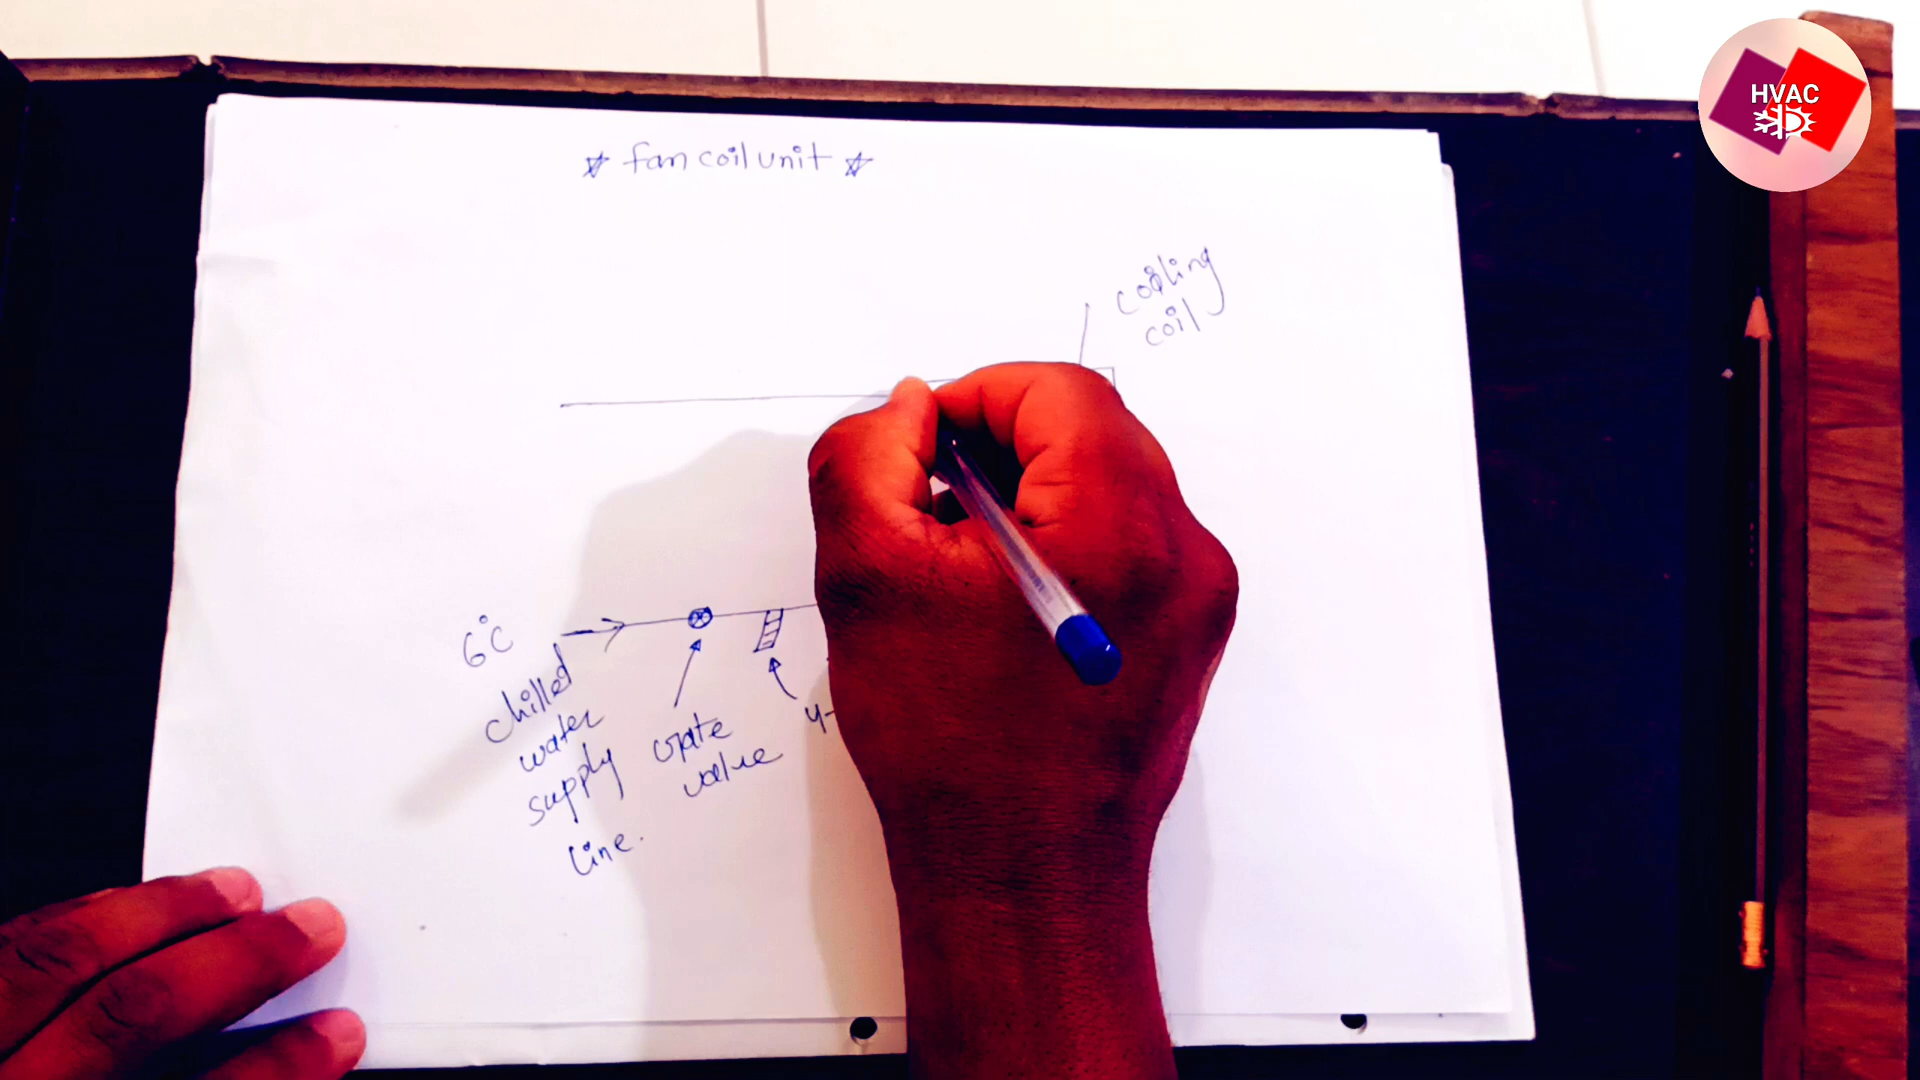 HVAC
☆ fan coil unit ☆
cooling
coil
6°C
chilled
water
supply
line.
Gate
valve
y-